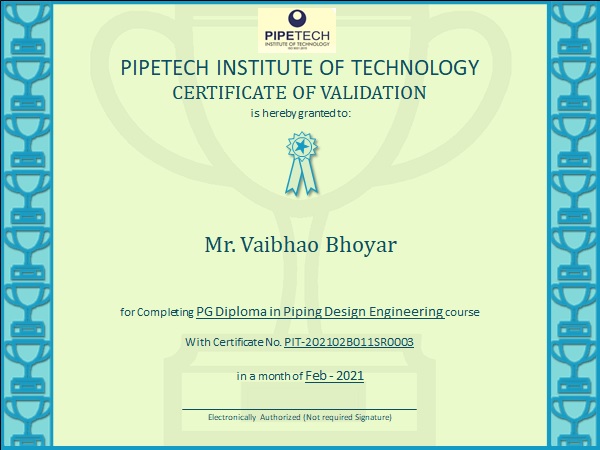 PIPETECH
INSTITUTE OF TECHNOLOGY
PIPETECH INSTITUTE OF TECHNOLOGY
CERTIFICATE OF VALIDATION
is hereby granted to:
Mr. Vaibhao Bhoyar
for Completing PG Diploma in Piping Design Engineering course
With Certificate No. PIT-202102B011SR0003
in a month of Feb - 2021
Electronically Authorized (Not required Signature)